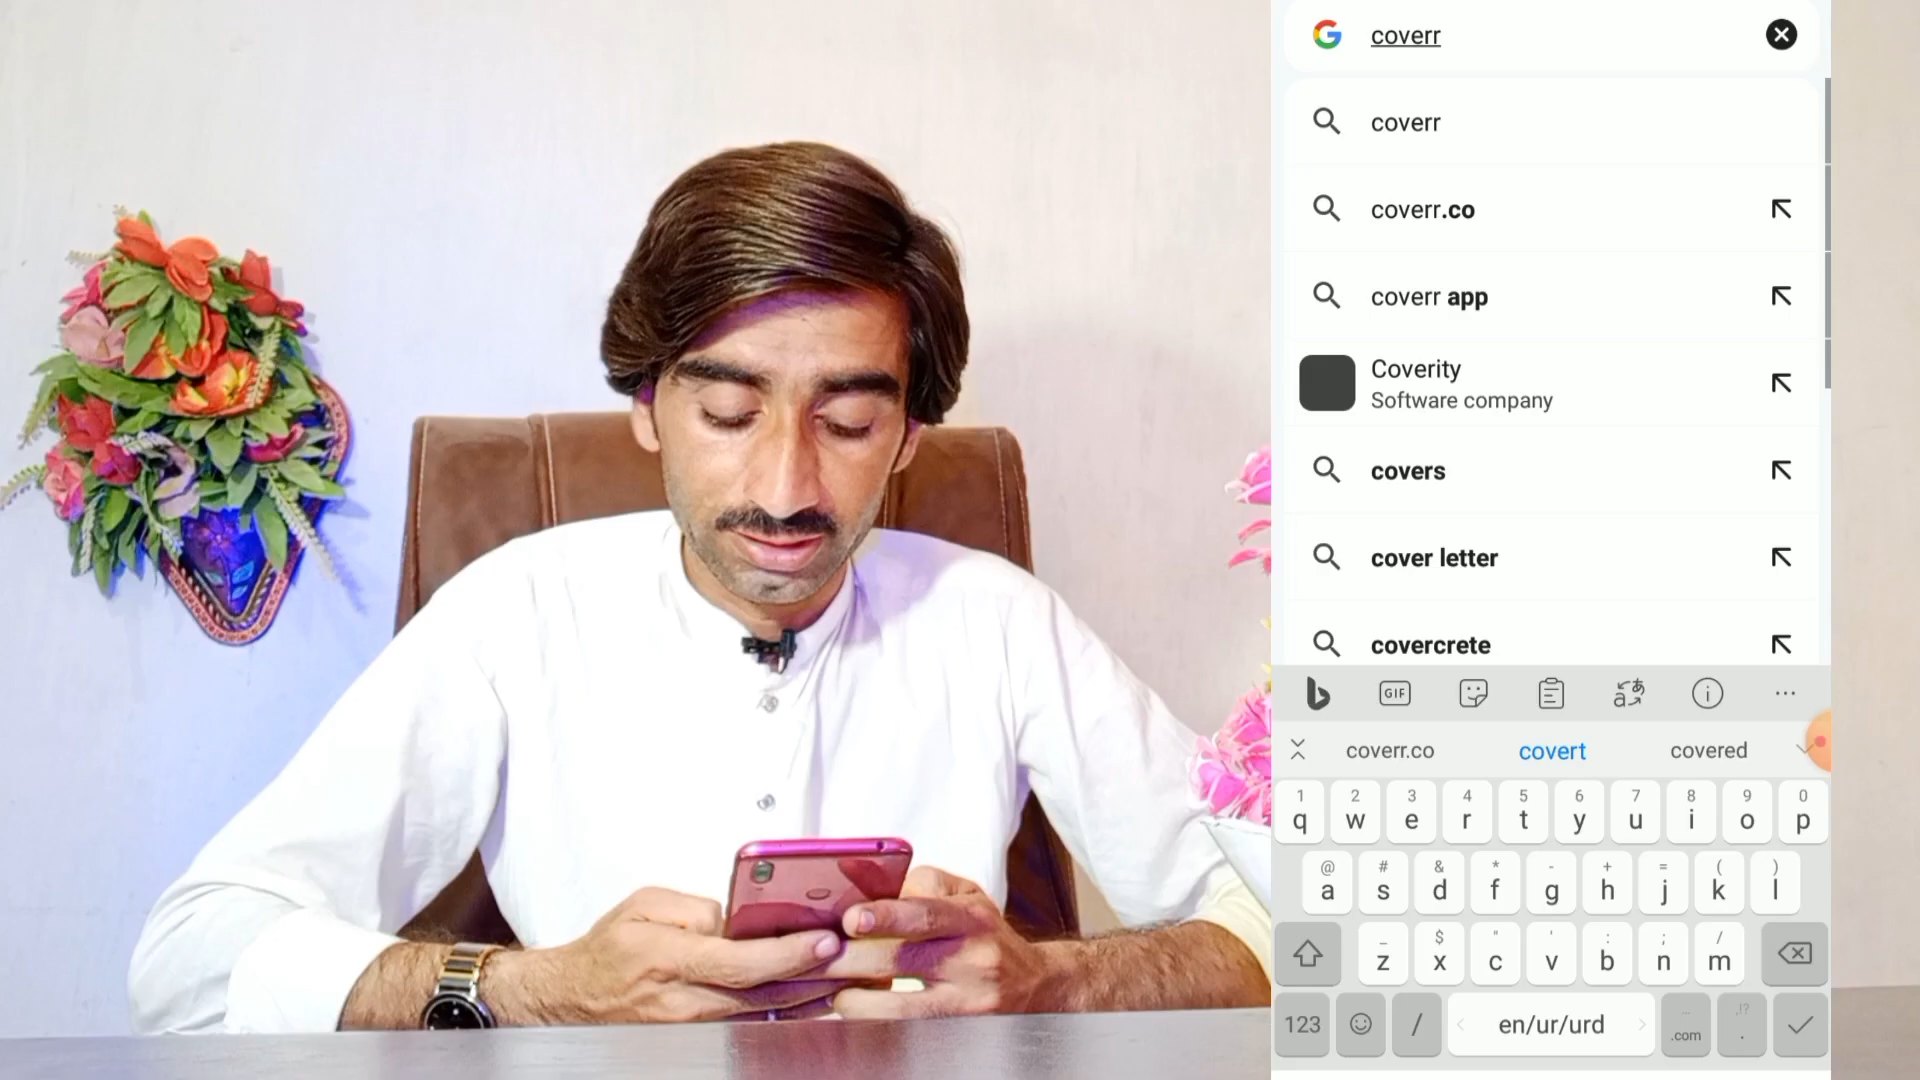 coverr
coverr
coverr.co
coverr app
Coverity
Software company
covers
cover letter
covercrete
GIF
coverr.co covert covered
1 2 3 4 5 6 7 8 9 0
q w e r t y u i o p
@ # & * - + = ( )
a s d f g h j k l
_ $ " ' : ; /
z x c v b n m
123 / en/ur/urd .com .